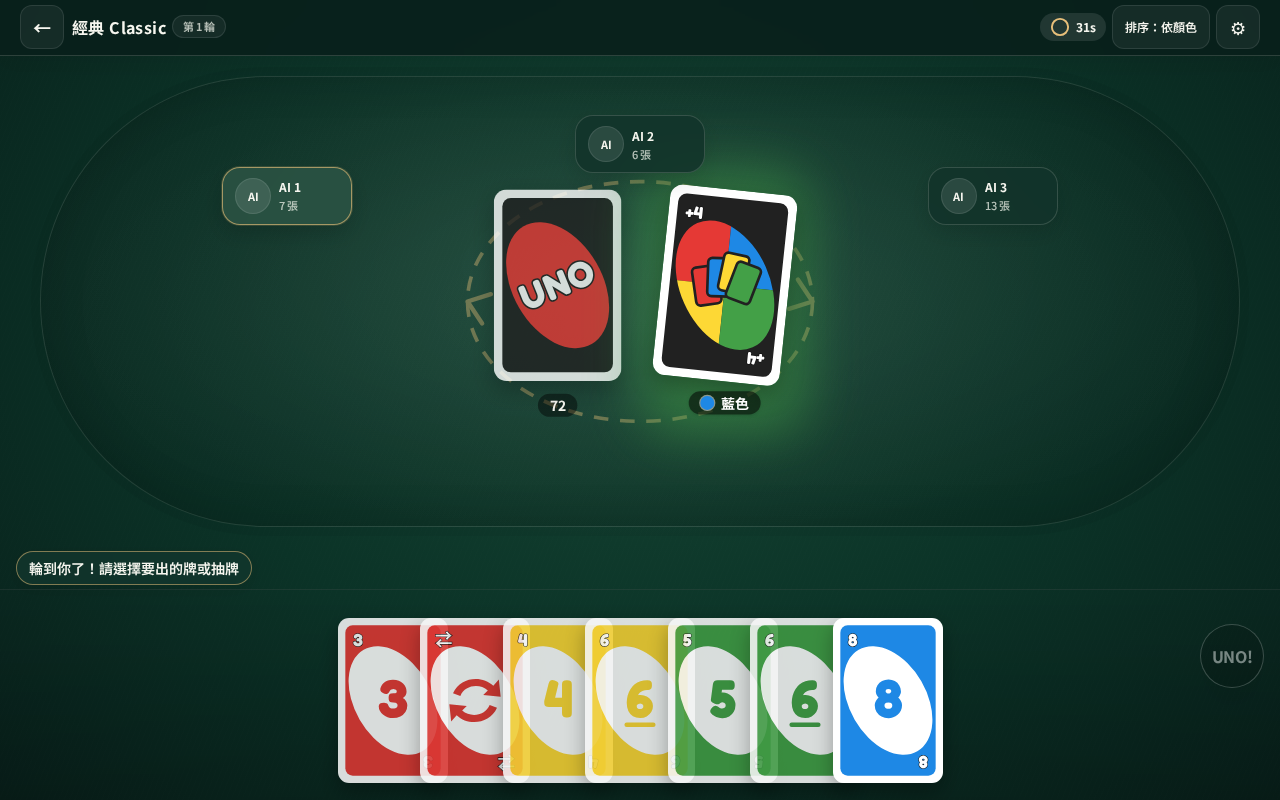 ← 經典 Classic 第 1 輪
31s
排序：依顏色
AI AI 1
7 張
AI AI 2
6 張
AI AI 3
13 張
UNO
+4
+4
72
藍色
輪到你了！請選擇要出的牌或抽牌
3 3
4 4
6 6
5 5
6 6
8 8 8
UNO!